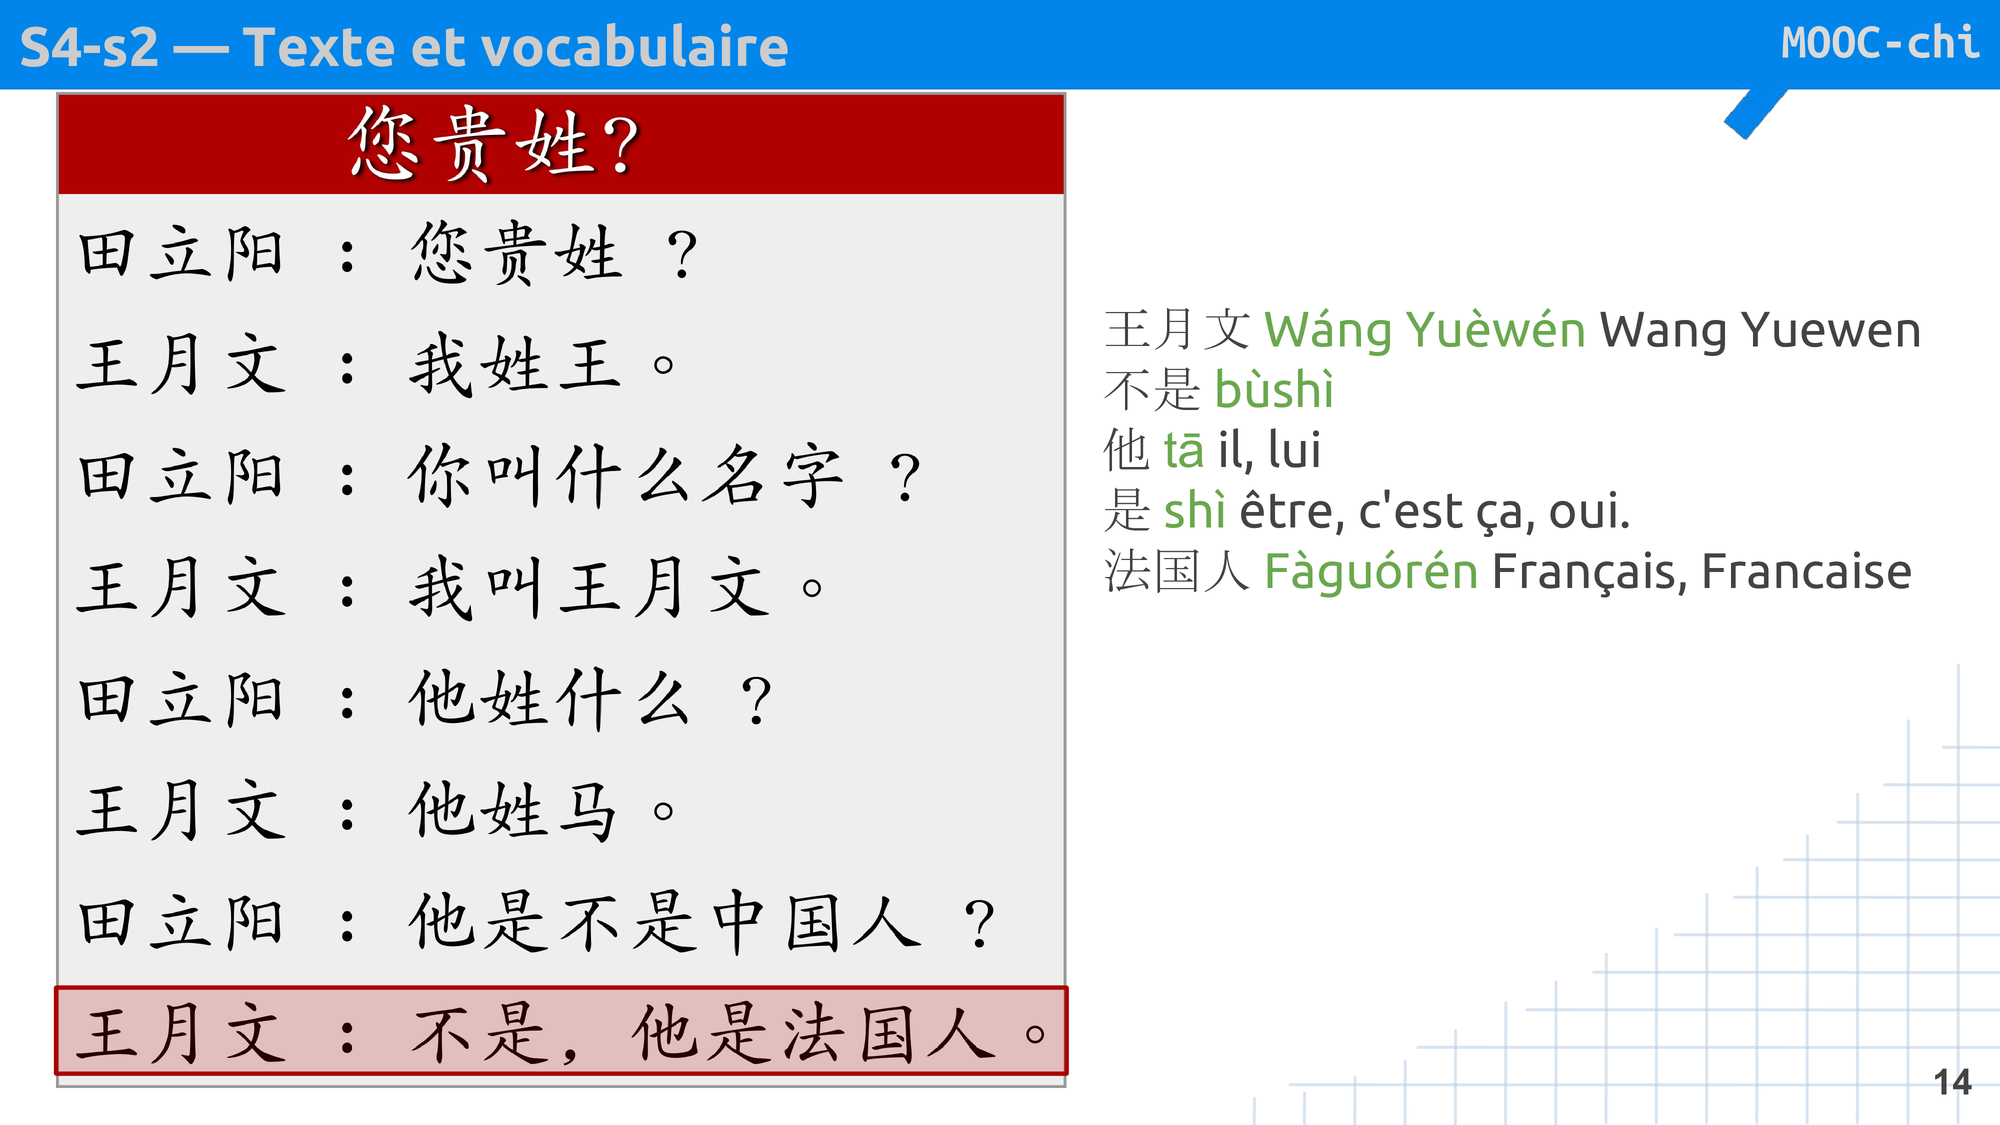 S4-s2 — Texte et vocabulaire
MOOC-chi
您贵姓?
田立阳 : 您贵姓 ?
王月文 : 我姓王。
田立阳 : 你叫什么名字 ?
王月文 : 我叫王月文。
田立阳 : 他姓什么 ?
王月文 : 他姓马。
田立阳 : 他是不是中国人 ?
王月文 : 不是, 他是法国人。
王月文 Wáng Yuèwén Wang Yuewen
不是 bùshì
他 tā il, lui
是 shì être, c'est ça, oui.
法国人 Fàguórén Français, Francaise
14